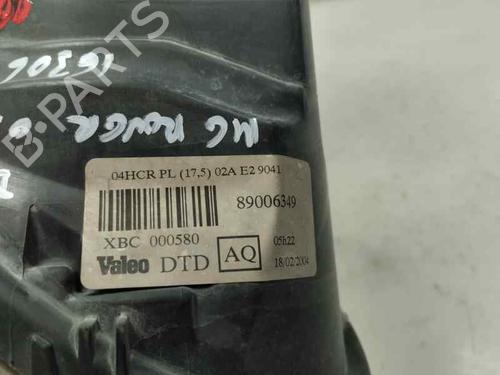 B-PARTS
MG ROVER
04HCR PL (17,5) 02A E2 9041
89006349
XBC 000580
05h22
Valeo DTD AQ
18/02/2004